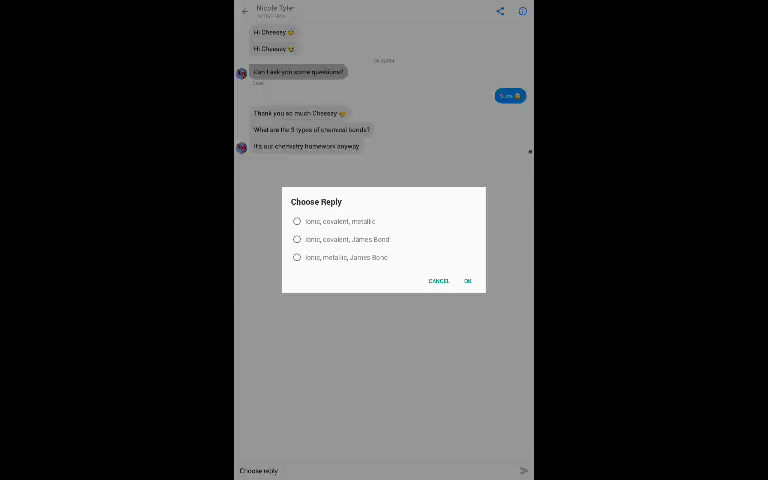 Nicole Tyler
Hi Cheesey
Hi Cheesey
Can I ask you some questions?
Sure
Thank you so much Cheesey
What are the 3 types of chemical bonds?
It's our chemistry homework anyway
Choose Reply
Ionic, covalent, metallic
Ionic, covalent, James Bond
Ionic, metallic, James Bond
CANCEL OK
Choose reply